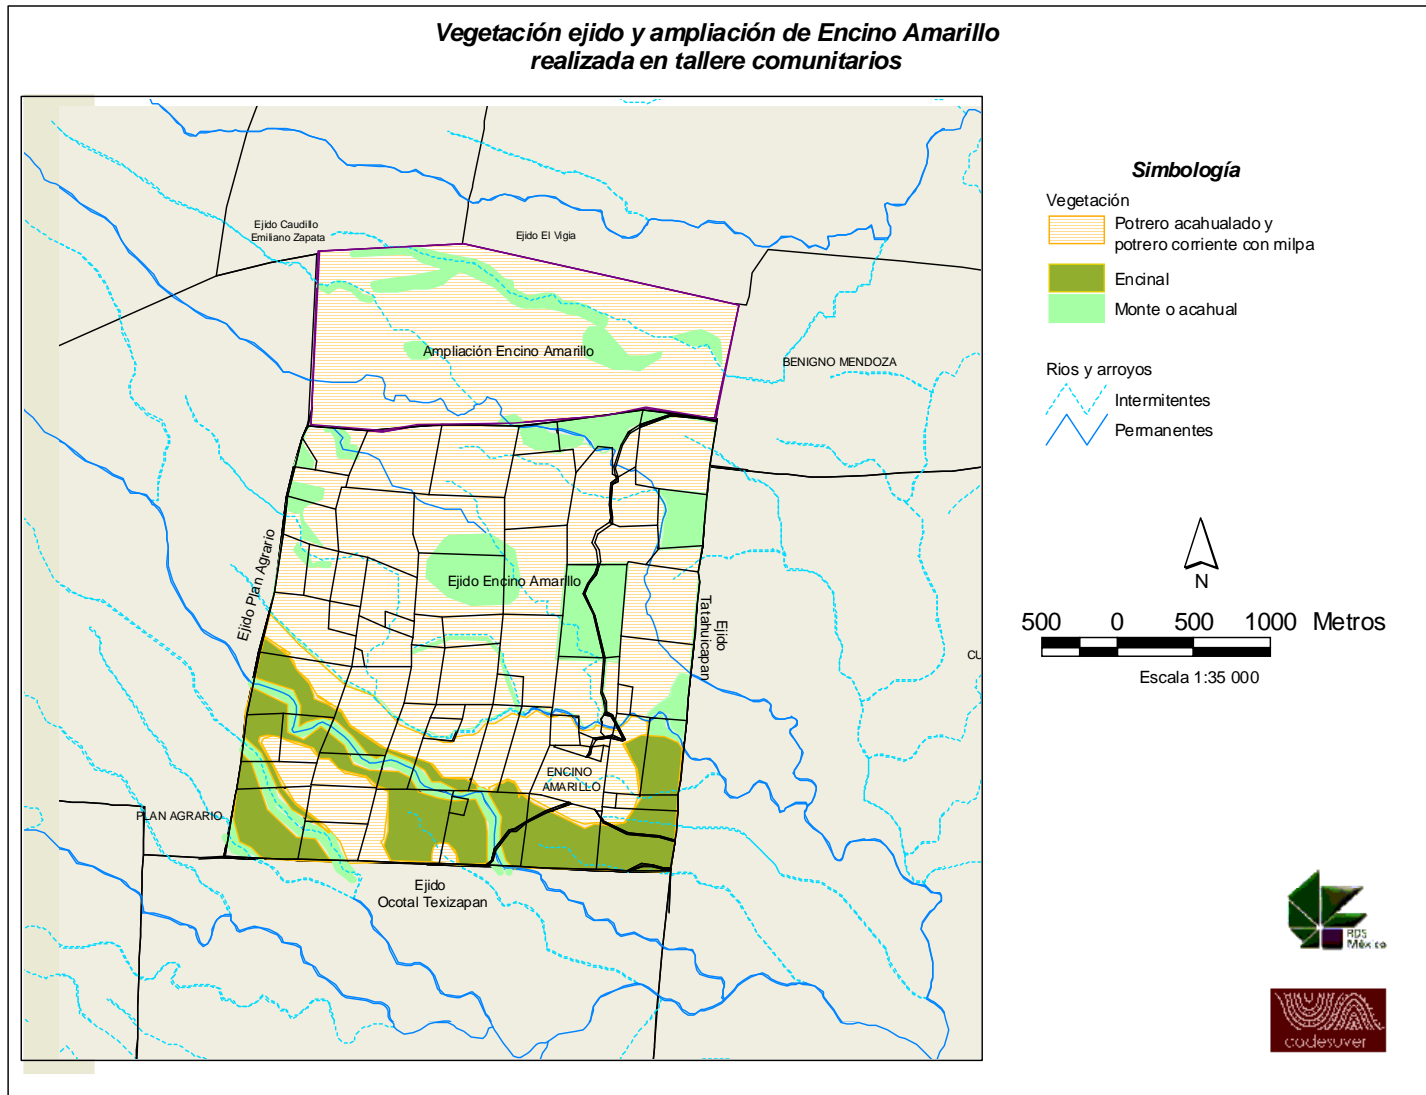 Vegetación ejido y ampliación de Encino Amarillo
realizada en tallere comunitarios
Ejido Caudillo
Emiliano Zapata
Ejido El Vigia
Ampliación Encino Amarillo
BENIGNO MENDOZA
Ejido Plan Agrario
Ejido Encino Amarillo
Ejido
Tatahuicapan
CU
ENCINO
AMARILLO
PLAN AGRARIO
Ejido
Ocotal Texizapan
Simbología
Vegetación
Potrero acahualado y
potrero corriente con milpa
Encinal
Monte o acahual
Rios y arroyos
Intermitentes
Permanentes
N
500 0 500 1000 Metros
Escala 1:35 000
RDS
México
codesuver